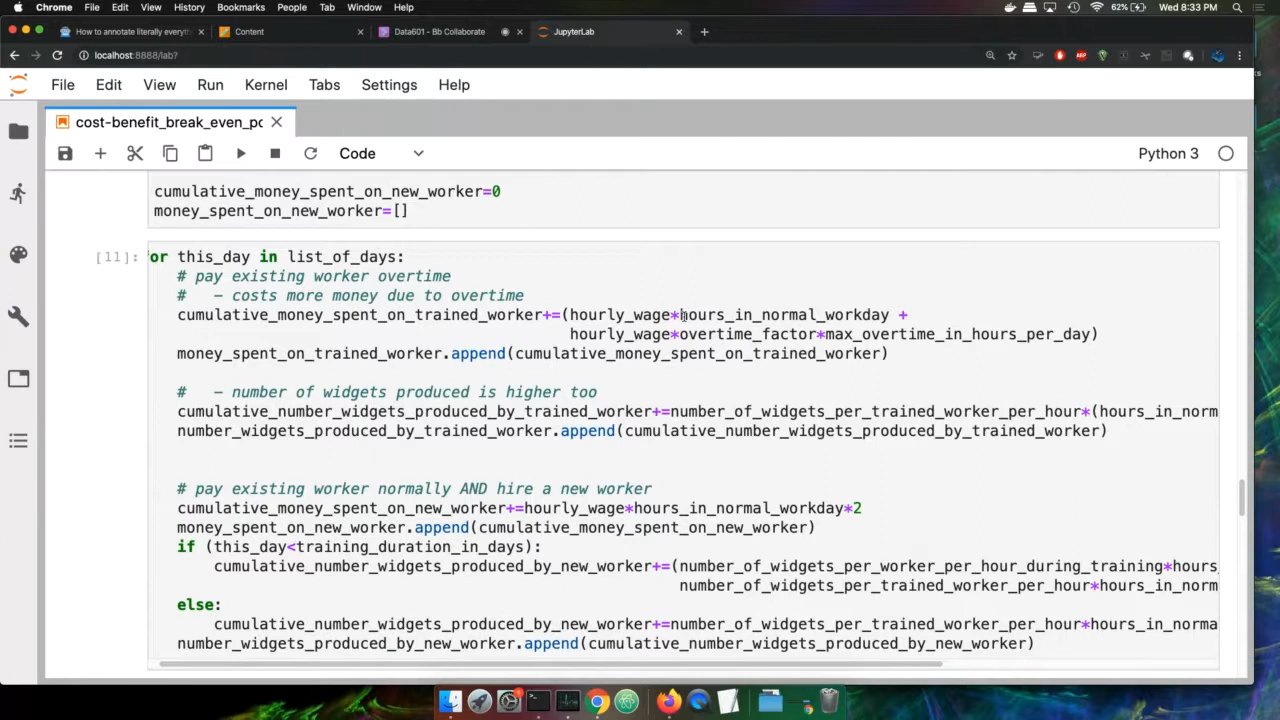 Chrome File Edit View History Bookmarks People Tab Window Help 62% Wed 8:33 PM
How to annotate literally everyth Content Data601 - Bb Collaborate JupyterLab
localhost:8888/lab?
File Edit View Run Kernel Tabs Settings Help
cost-benefit_break_even_po
Code Python 3
cumulative_money_spent_on_new_worker=0
money_spent_on_new_worker=[]
[11]: for this_day in list_of_days:
# pay existing worker overtime
# – costs more money due to overtime
cumulative_money_spent_on_trained_worker+=(hourly_wage*hours_in_normal_workday +
hourly_wage*overtime_factor*max_overtime_in_hours_per_day)
money_spent_on_trained_worker.append(cumulative_money_spent_on_trained_worker)
# – number of widgets produced is higher too
cumulative_number_widgets_produced_by_trained_worker+=number_of_widgets_per_trained_worker_per_hour*(hours_in_norm
number_widgets_produced_by_trained_worker.append(cumulative_number_widgets_produced_by_trained_worker)
# pay existing worker normally AND hire a new worker
cumulative_money_spent_on_new_worker+=hourly_wage*hours_in_normal_workday*2
money_spent_on_new_worker.append(cumulative_money_spent_on_new_worker)
if (this_day<training_duration_in_days):
cumulative_number_widgets_produced_by_new_worker+=(number_of_widgets_per_worker_per_hour_during_training*hours_
number_of_widgets_per_trained_worker_per_hour*hours_in_norm
else:
cumulative_number_widgets_produced_by_new_worker+=number_of_widgets_per_trained_worker_per_hour*hours_in_norma
number_widgets_produced_by_new_worker.append(cumulative_number_widgets_produced_by_new_worker)